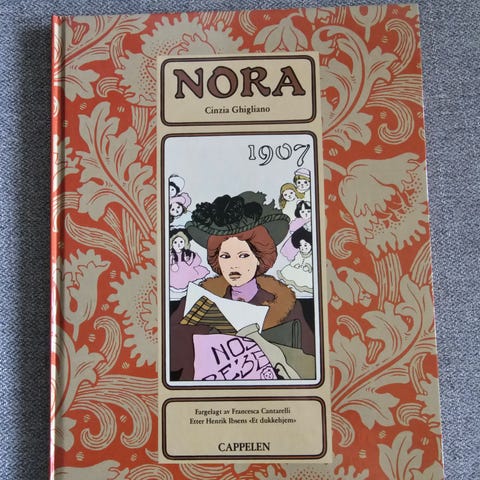 NORA
Cinzia Ghigliano
1907
Fargelagt av Francesca Cantarelli
Etter Henrik Ibsens «Et dukkehjem»
CAPPELEN